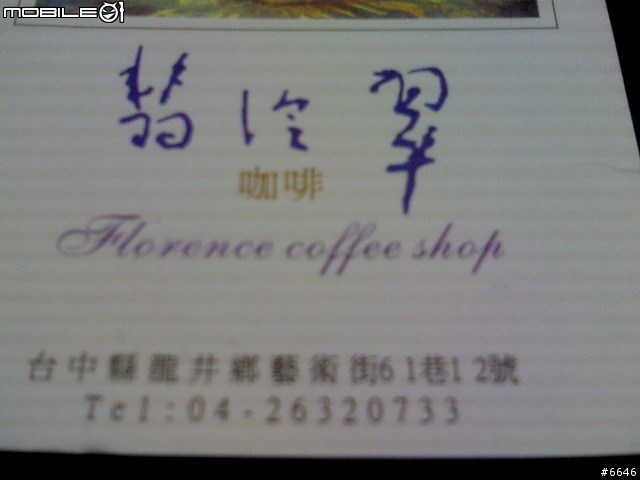 MOBILE01
翡冷翠
咖啡
Florence coffee shop
台中縣龍井鄉藝術街61巷12號
Tel:04-26320733
#6646